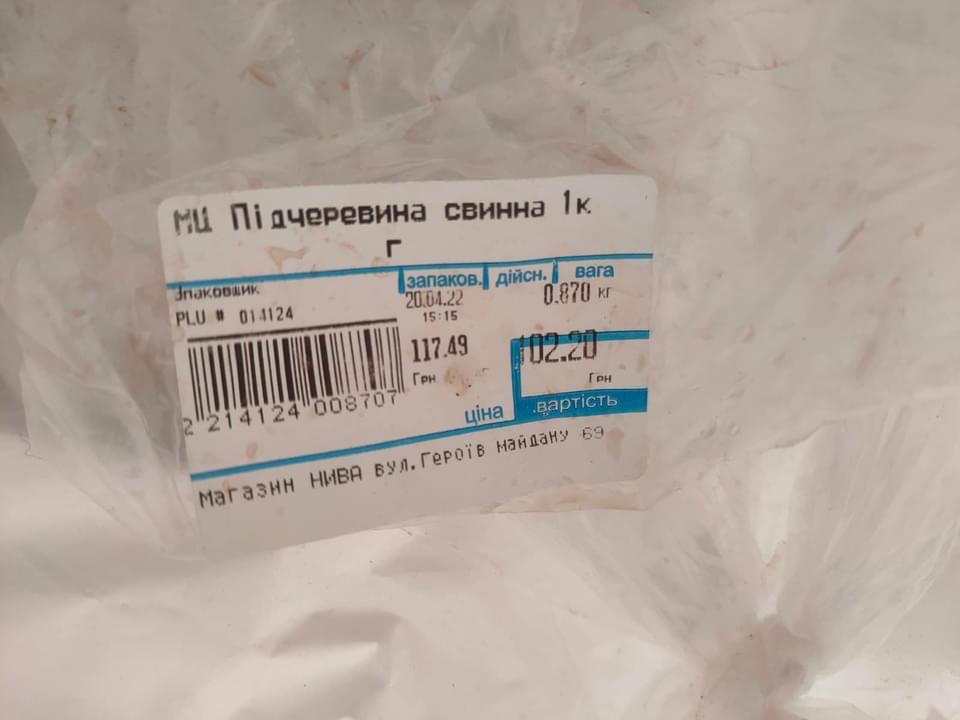 МЦ Підчеревина свинна 1к
г
Упаковщик
запаков. дійсн. вага
PLU # 014124
20.04.22
15:15
0.870 кг
117.49
Грн
102.20
Грн
2 214124 008707
ціна
вартість
магазин НИВА вул.Героїв майдану 69